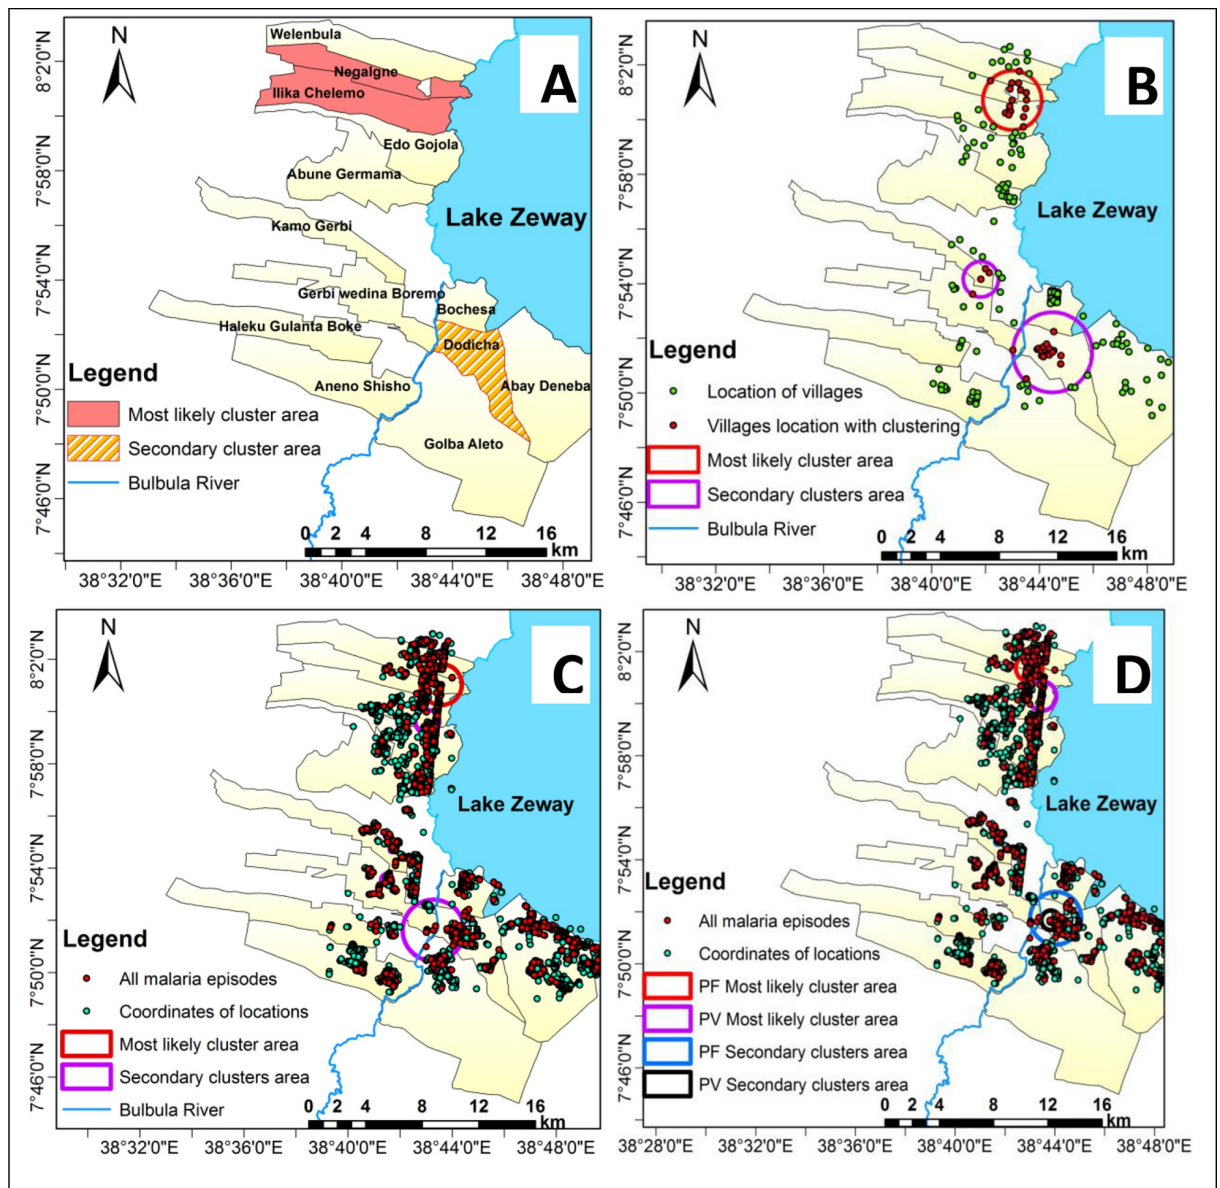 N
A
Welenbula
Negalgne
Ilika Chelemo
Edo Gojola
Abune Germama
Lake Zeway
Kamo Gerbi
Gerbi wedina Boremo
Bochesa
Haleku Gulanta Boke
Dodicha
Aneno Shisho
Abay Deneba
Golba Aleto
Legend
Most likely cluster area
Secondary cluster area
Bulbula River
0 2 4 8 12 16
km
8°2'0"N
7°58'0"N
7°54'0"N
7°50'0"N
7°46'0"N
38°32'0"E 38°36'0"E 38°40'0"E 38°44'0"E 38°48'0"E
N
B
Lake Zeway
Legend
Location of villages
Villages location with clustering
Most likely cluster area
Secondary clusters area
Bulbula River
0 2 4 8 12 16
km
8°2'0"N
7°58'0"N
7°54'0"N
7°50'0"N
7°46'0"N
38°32'0"E 38°36'0"E 38°40'0"E 38°44'0"E 38°48'0"E
N
C
Lake Zeway
Legend
All malaria episodes
Coordinates of locations
Most likely cluster area
Secondary clusters area
Bulbula River
0 2 4 8 12 16
km
8°2'0"N
7°58'0"N
7°54'0"N
7°50'0"N
7°46'0"N
38°32'0"E 38°36'0"E 38°40'0"E 38°44'0"E 38°48'0"E
N
D
Lake Zeway
Legend
All malaria episodes
Coordinates of locations
PF Most likely cluster area
PV Most likely cluster area
PF Secondary clusters area
PV Secondary clusters area
0 2 4 8 12 16
km
8°2'0"N
7°58'0"N
7°54'0"N
7°50'0"N
7°46'0"N
38°28'0"E 38°32'0"E 38°36'0"E 38°40'0"E 38°44'0"E 38°48'0"E